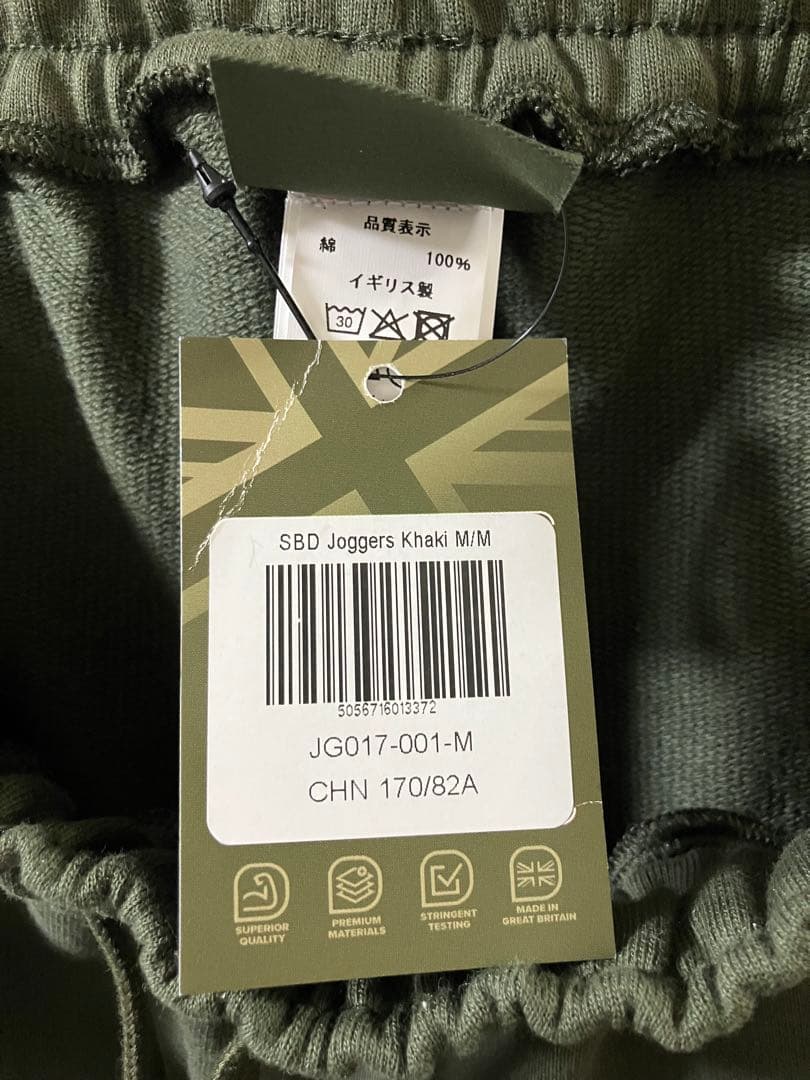 品質表示
綿 100%
イギリス製
30
SBD Joggers Khaki M/M
5056716013372
JG017-001-M
CHN 170/82A
SUPERIOR
QUALITY
PREMIUM
MATERIALS
STRINGENT
TESTING
MADE IN
GREAT BRITAIN